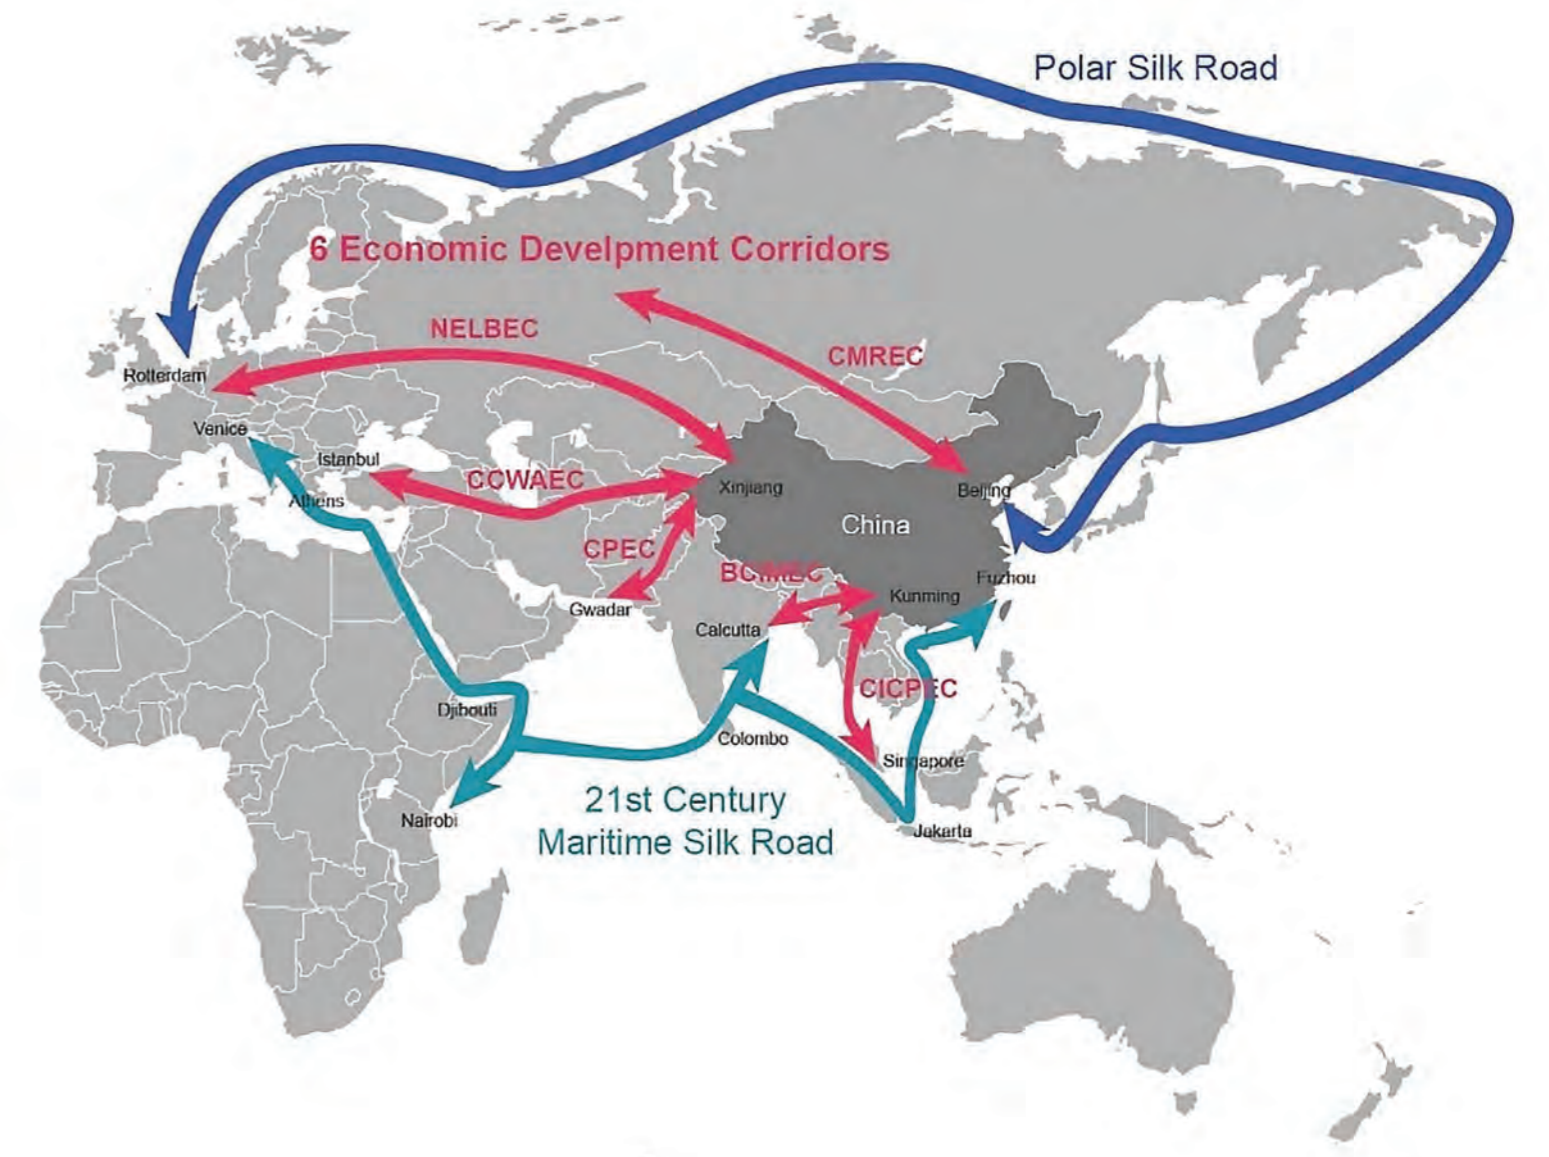 Polar Silk Road
6 Economic Develpment Corridors
NELBEC
CMREC
Rotterdam
Venice
Istanbul
CCWAEC
Xinjiang
Beijing
Athens
China
CPEC
BCIMEC
Fuzhou
Gwadar
Kunming
Calcutta
CICPEC
Djibouti
Colombo
Singapore
21st Century
Maritime Silk Road
Nairobi
Jakarta